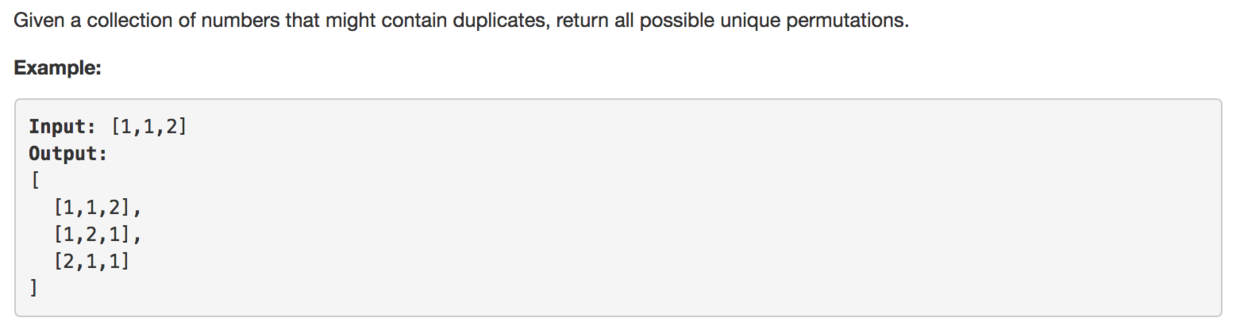 Given a collection of numbers that might contain duplicates, return all possible unique permutations.
Example:
Input: [1,1,2]
Output:
[
  [1,1,2],
  [1,2,1],
  [2,1,1]
]